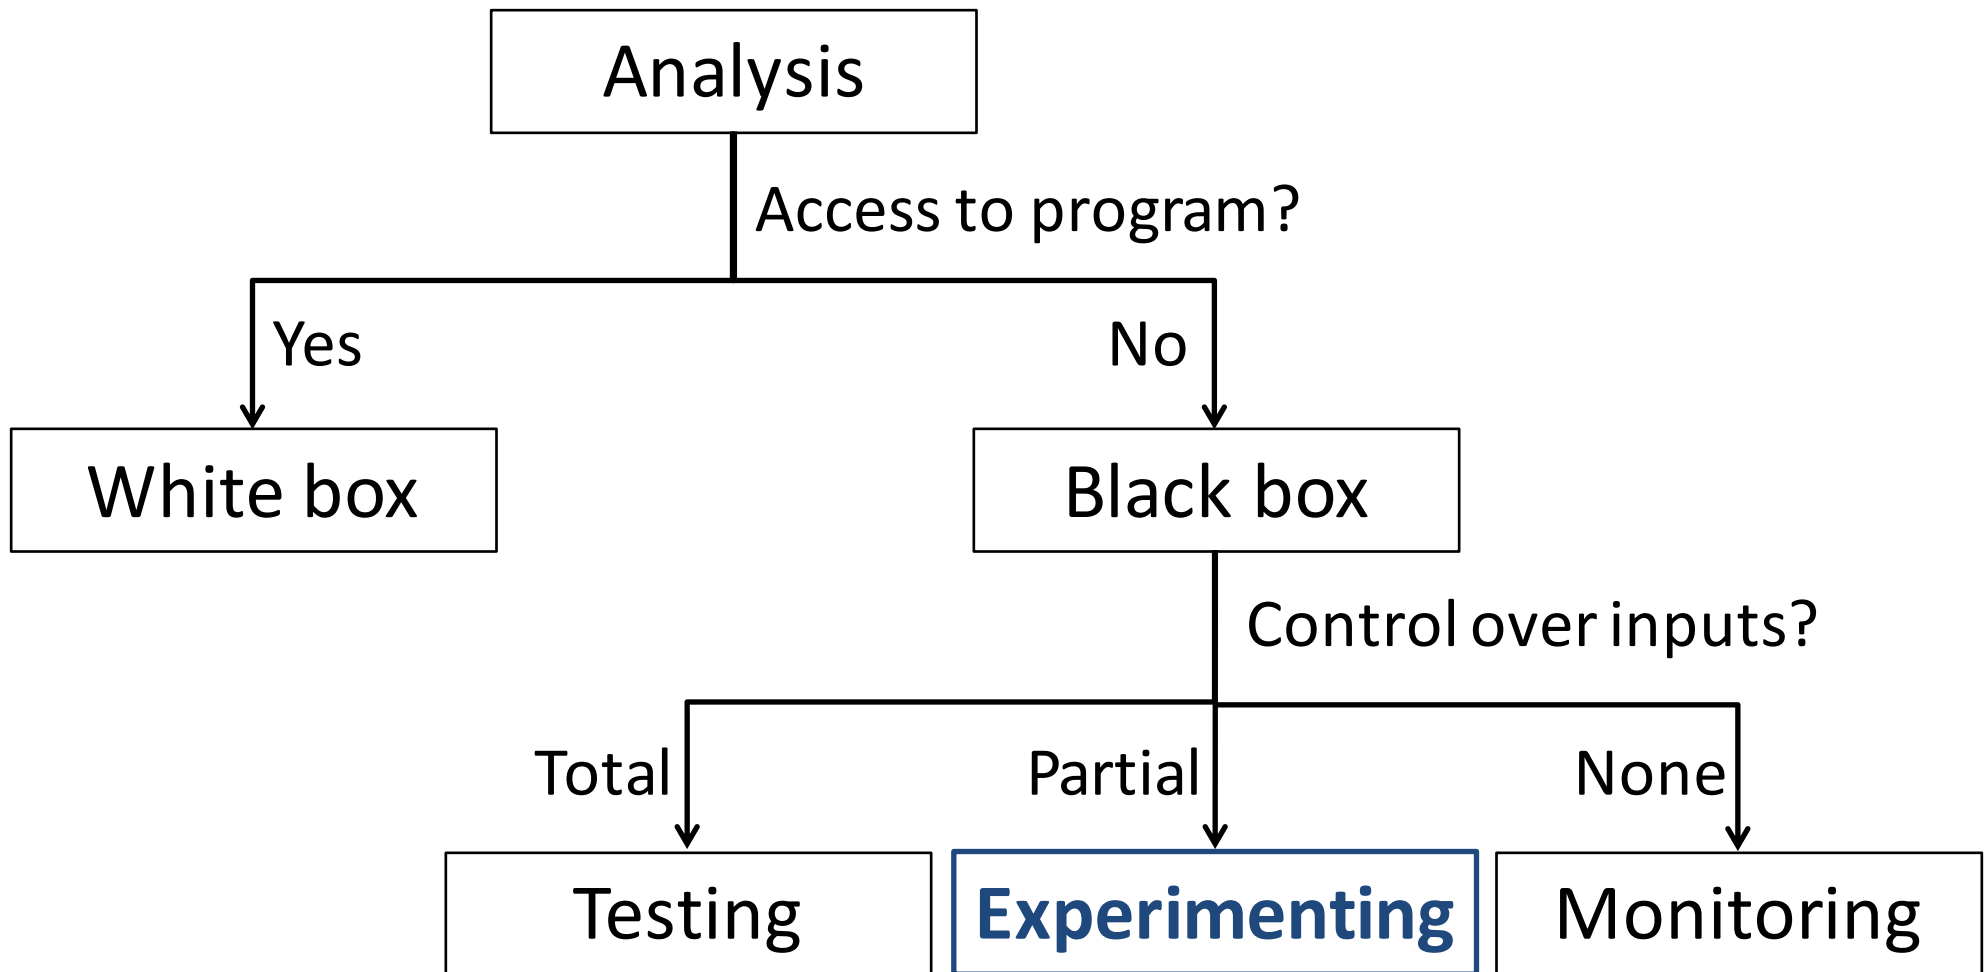 Analysis
Access to program?
Yes
No
White box
Black box
Control over inputs?
Total
Partial
None
Testing
Experimenting
Monitoring